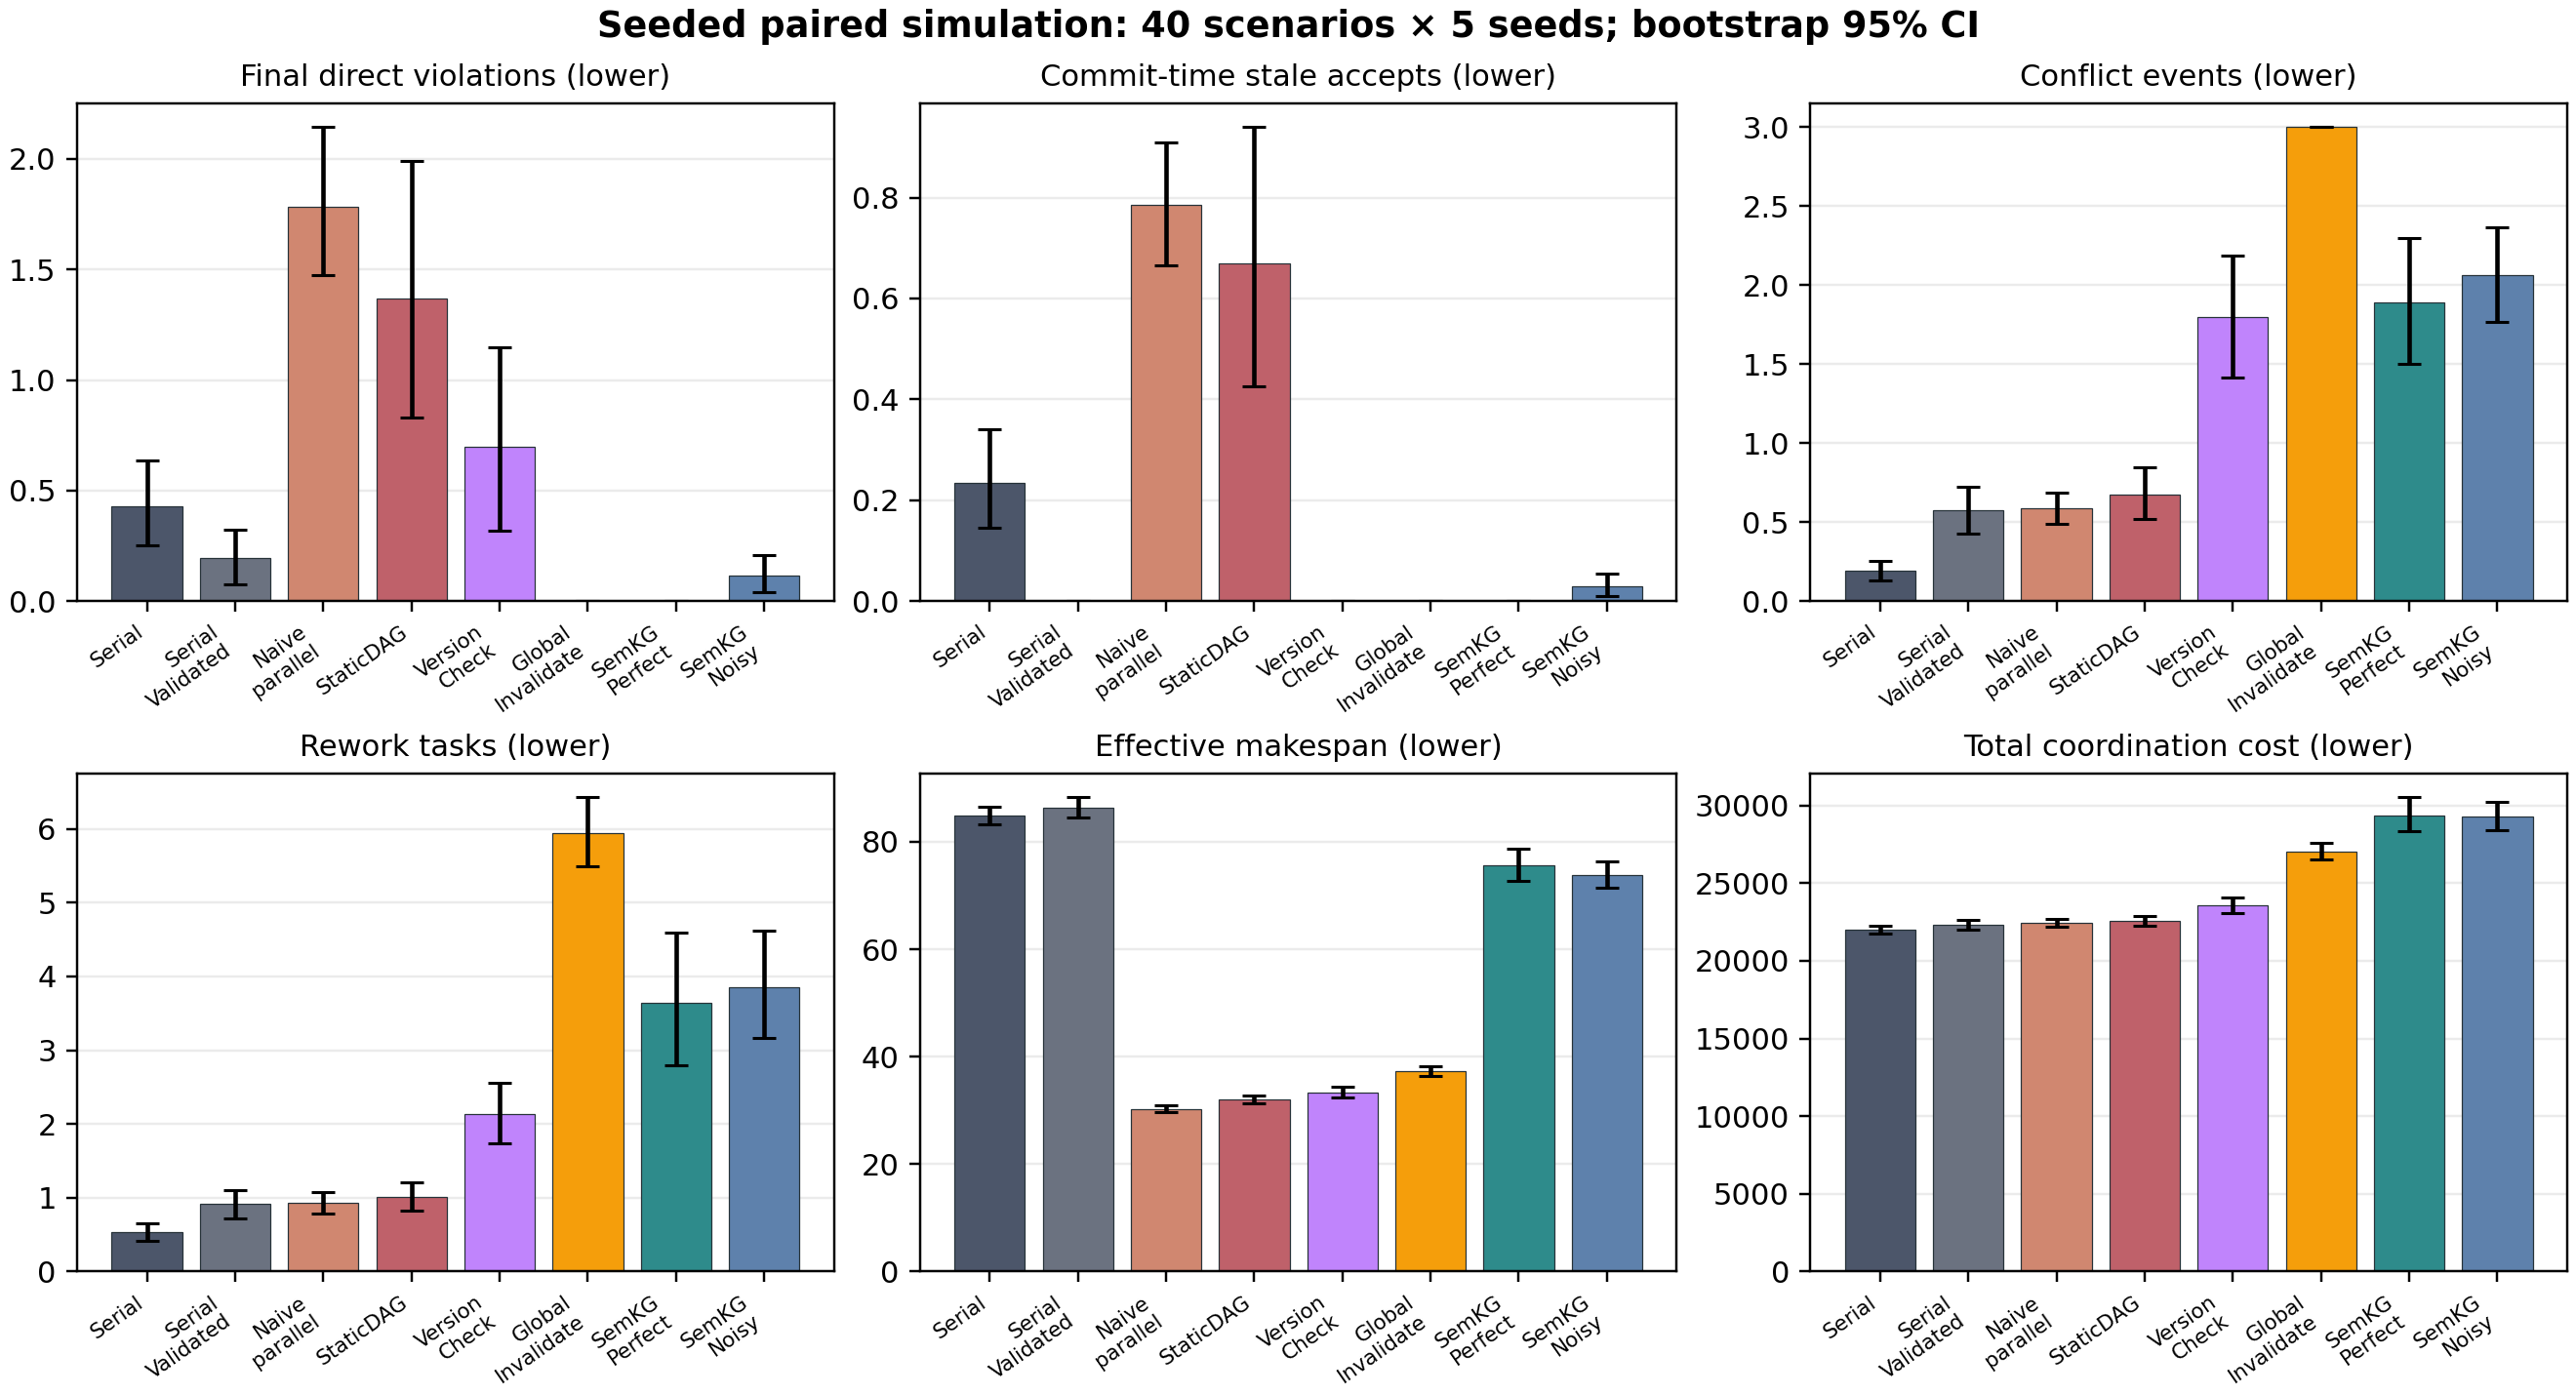 Seeded paired simulation: 40 scenarios × 5 seeds; bootstrap 95% CI
Final direct violations (lower)
2.0
1.5
1.0
0.5
0.0
Serial
Serial
Validated
Naive
parallel
StaticDAG
Version
Check
Global
Invalidate
SemKG
Perfect
SemKG
Noisy
Commit-time stale accepts (lower)
0.8
0.6
0.4
0.2
0.0
Serial
Serial
Validated
Naive
parallel
StaticDAG
Version
Check
Global
Invalidate
SemKG
Perfect
SemKG
Noisy
Conflict events (lower)
3.0
2.5
2.0
1.5
1.0
0.5
0.0
Serial
Serial
Validated
Naive
parallel
StaticDAG
Version
Check
Global
Invalidate
SemKG
Perfect
SemKG
Noisy
Rework tasks (lower)
6
5
4
3
2
1
0
Serial
Serial
Validated
Naive
parallel
StaticDAG
Version
Check
Global
Invalidate
SemKG
Perfect
SemKG
Noisy
Effective makespan (lower)
80
60
40
20
0
Serial
Serial
Validated
Naive
parallel
StaticDAG
Version
Check
Global
Invalidate
SemKG
Perfect
SemKG
Noisy
Total coordination cost (lower)
30000
25000
20000
15000
10000
5000
0
Serial
Serial
Validated
Naive
parallel
StaticDAG
Version
Check
Global
Invalidate
SemKG
Perfect
SemKG
Noisy